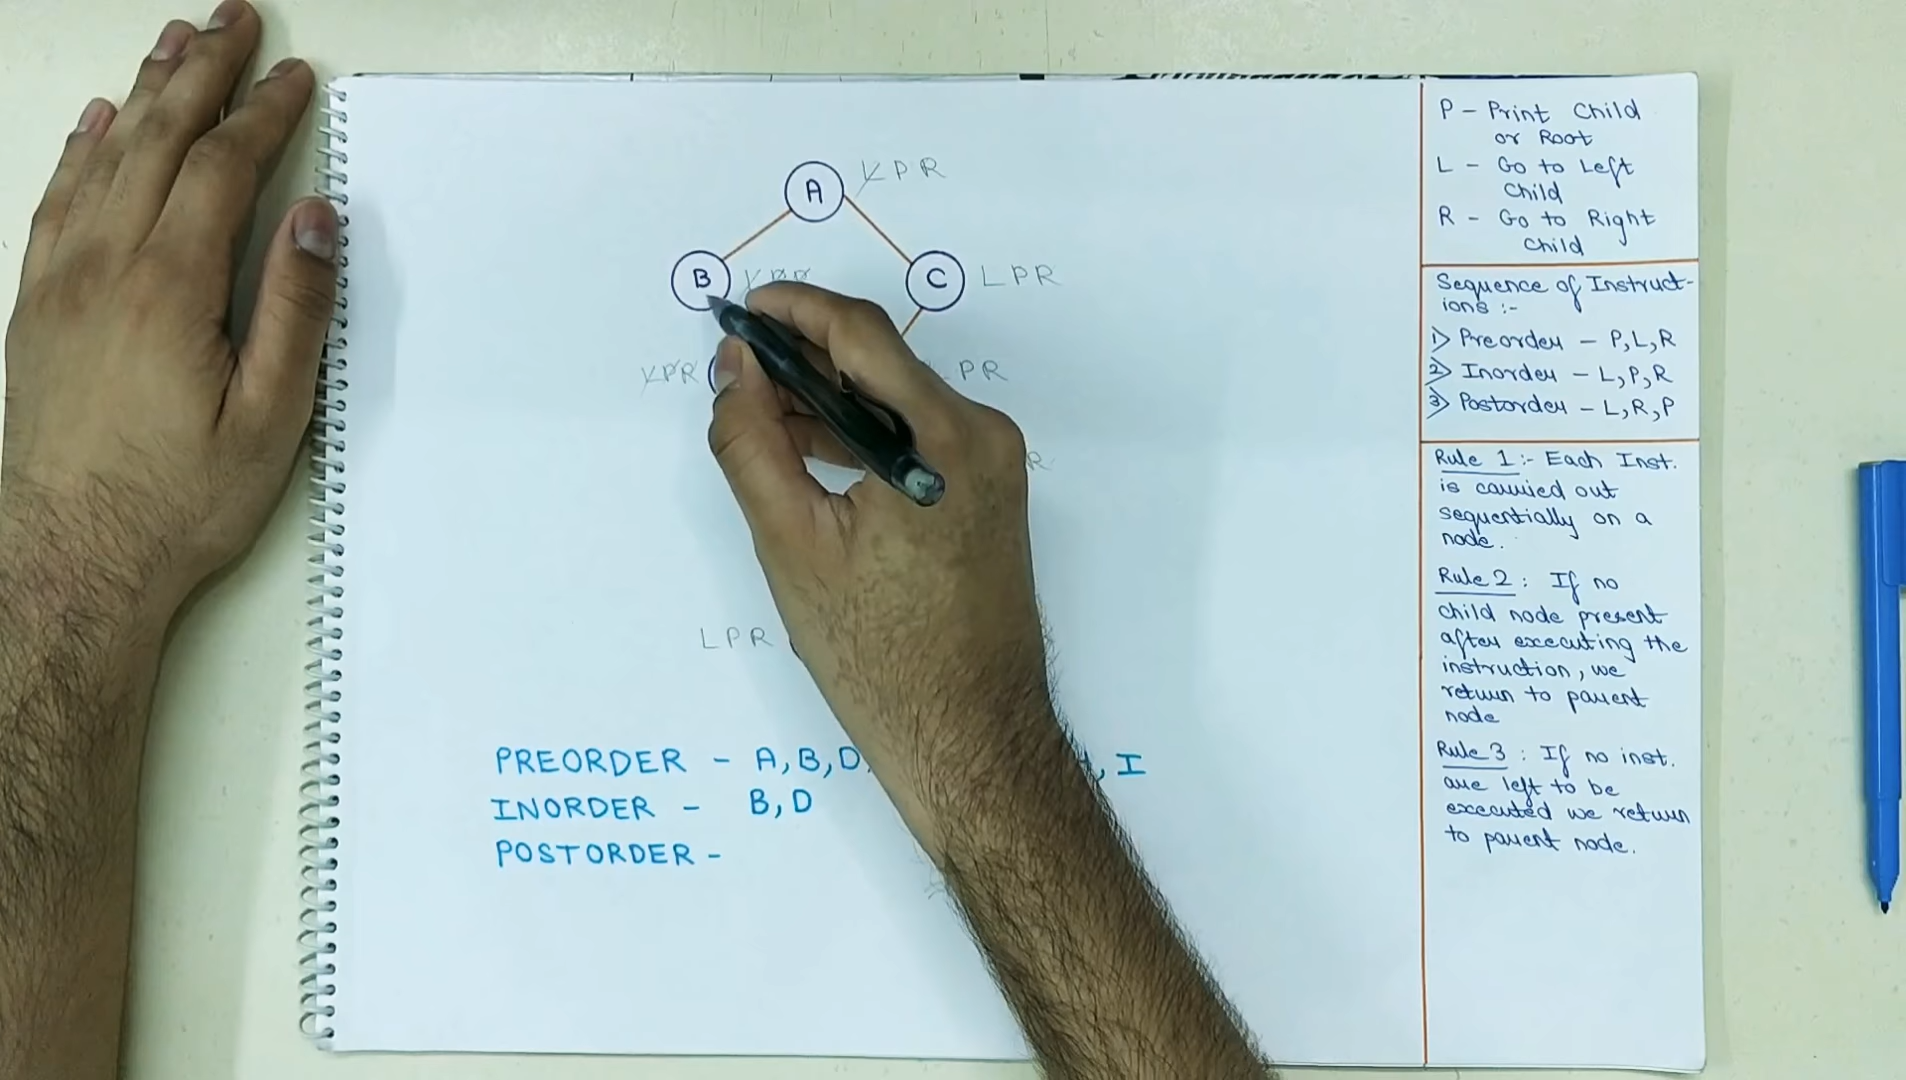 A
LPR
B
LPR
C
LPR
LPR
PR
R
LPR
PREORDER - A,B,D
, I
INORDER - B,D
POSTORDER -
P - Print Child
or Root
L - Go to Left
Child
R - Go to Right
Child
Sequence of Instruct-
ions :-
1> Preorder - P,L,R
2> Inorder - L,P,R
3> Postorder - L,R,P
Rule 1 :- Each Inst.
is carried out
sequentially on a
node.
Rule 2 : If no
child node present
after executing the
instruction, we
return to parent
node
Rule 3 : If no inst.
are left to be
executed we return
to parent node.